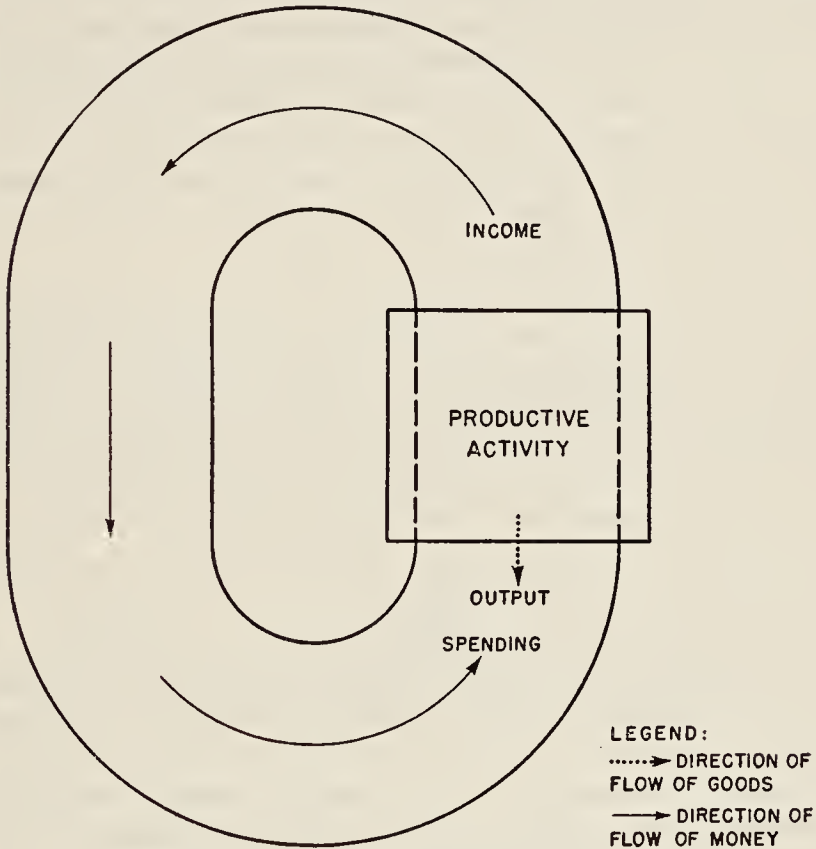 INCOME
PRODUCTIVE
ACTIVITY
OUTPUT
SPENDING
LEGEND:
DIRECTION OF
FLOW OF GOODS
DIRECTION OF
FLOW OF MONEY